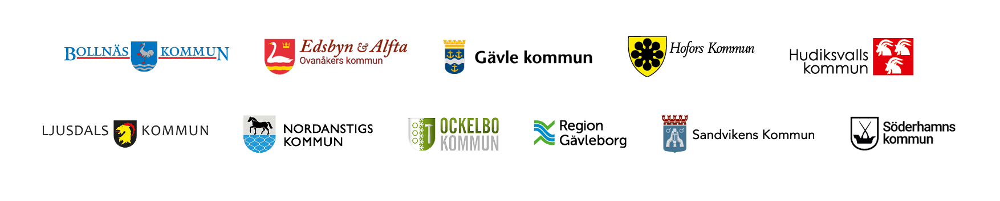 BOLLNÄS KOMMUN
Edsbyn & Alfta
Ovanåkers kommun
Gävle kommun
Hofors Kommun
Hudiksvalls
kommun
LJUSDALS KOMMUN
NORDANSTIGS
KOMMUN
OCKELBO
KOMMUN
Region
Gävleborg
Sandvikens Kommun
Söderhamns
kommun